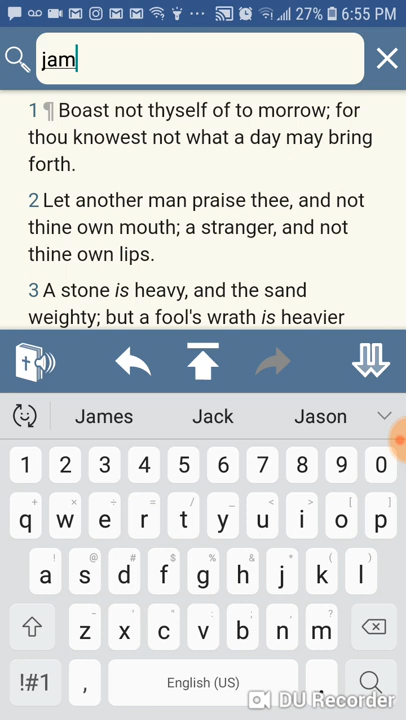 27% 6:55 PM
jam
1 ¶ Boast not thyself of to morrow; for
thou knowest not what a day may bring
forth.
2 Let another man praise thee, and not
thine own mouth; a stranger, and not
thine own lips.
3 A stone is heavy, and the sand
weighty; but a fool's wrath is heavier
James Jack Jason
1 2 3 4 5 6 7 8 9 0
+ × ÷ = / _ < > [ ]
q w e r t y u i o p
! @ # $ % ^ & * ( )
a s d f g h j k l
- ' " : ; , ?
z x c v b n m
!#1 , English (US) .
DU Recorder